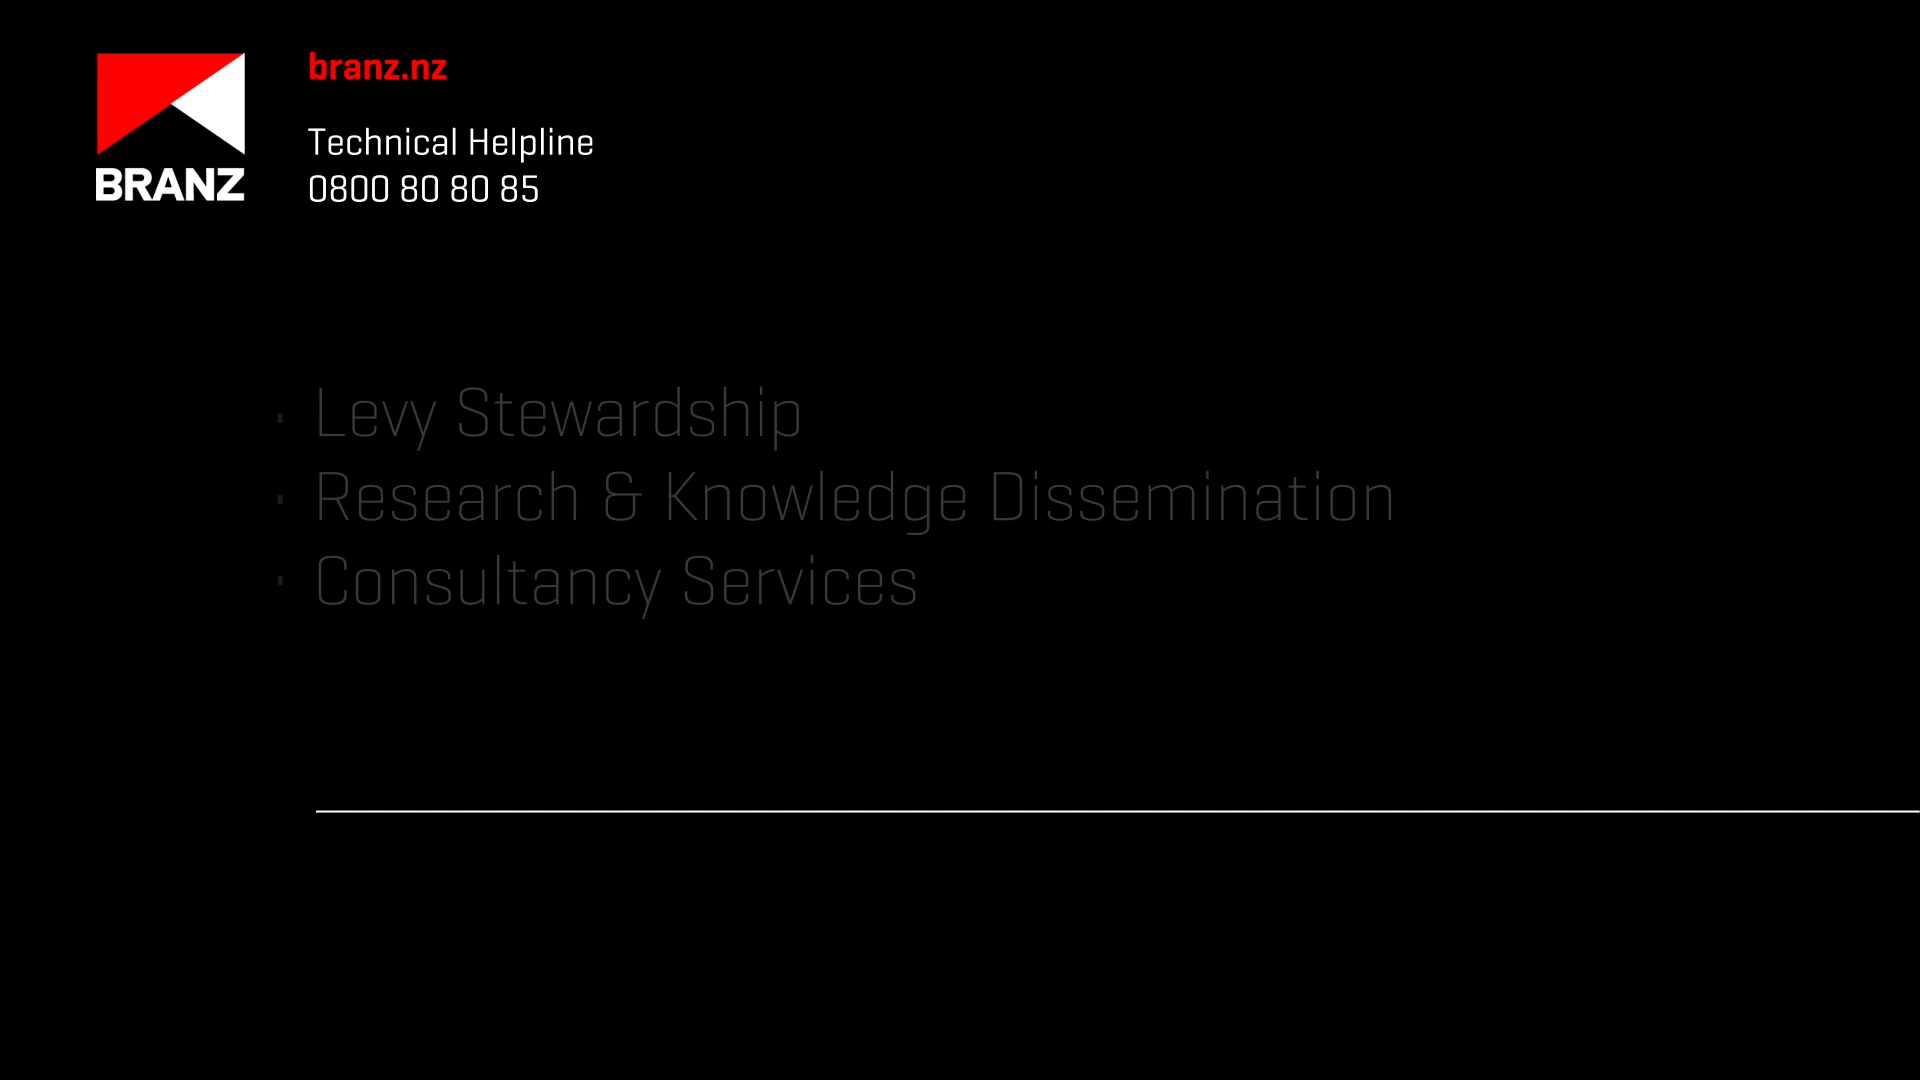 branz.nz
Technical Helpline
0800 80 80 85
BRANZ
· Levy Stewardship
· Research & Knowledge Dissemination
· Consultancy Services